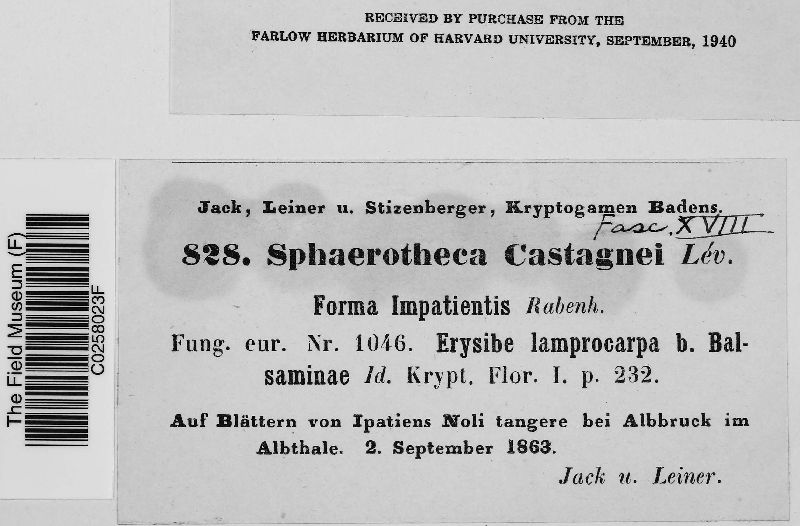 RECEIVED BY PURCHASE FROM THE
FARLOW HERBARIUM OF HARVARD UNIVERSITY, SEPTEMBER, 1940
The Field Museum (F)
C0258023F
Jack, Leiner u. Stizenberger, Kryptogamen Badens.
Fasc. XVIII
828. Sphaerotheca Castagnei Lév.
Forma Impatientis Rabenh.
Fung. eur. Nr. 1046. Erysibe lamprocarpa b. Bal-
saminae Id. Krypt. Flor. I. p. 232.
Auf Blättern von Ipatiens Noli tangere bei Albbruck im
Albthale. 2. September 1863.
Jack u. Leiner.